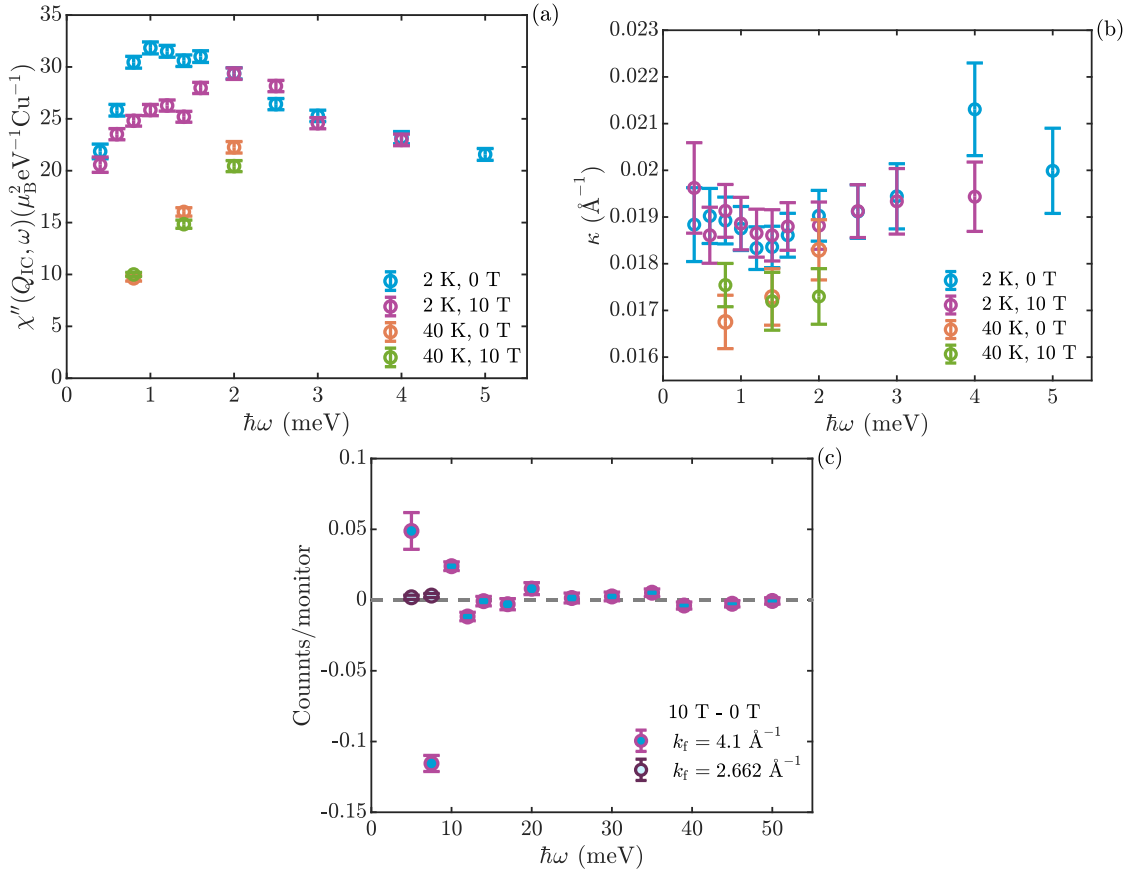 (a)
χ″(Q_IC, ω)(μ_B^2 eV^−1 Cu^−1)
35
30
25
20
15
10
5
0
2 K, 0 T
2 K, 10 T
40 K, 0 T
40 K, 10 T
0 1 2 3 4 5
ℏω (meV)
(b)
κ (Å^−1)
0.023
0.022
0.021
0.020
0.019
0.018
0.017
0.016
2 K, 0 T
2 K, 10 T
40 K, 0 T
40 K, 10 T
0 1 2 3 4 5
ℏω (meV)
(c)
Counnts/monitor
0.1
0.05
0
-0.05
-0.1
-0.15
10 T - 0 T
k_f = 4.1 Å^−1
k_f = 2.662 Å^−1
0 10 20 30 40 50
ℏω (meV)